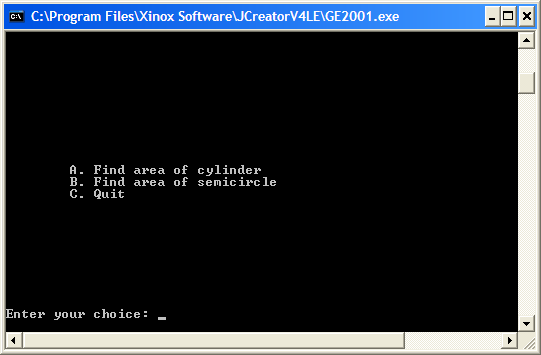 C:\Program Files\Xinox Software\JCreatorV4LE\GE2001.exe
A. Find area of cylinder
B. Find area of semicircle
C. Quit
Enter your choice: _